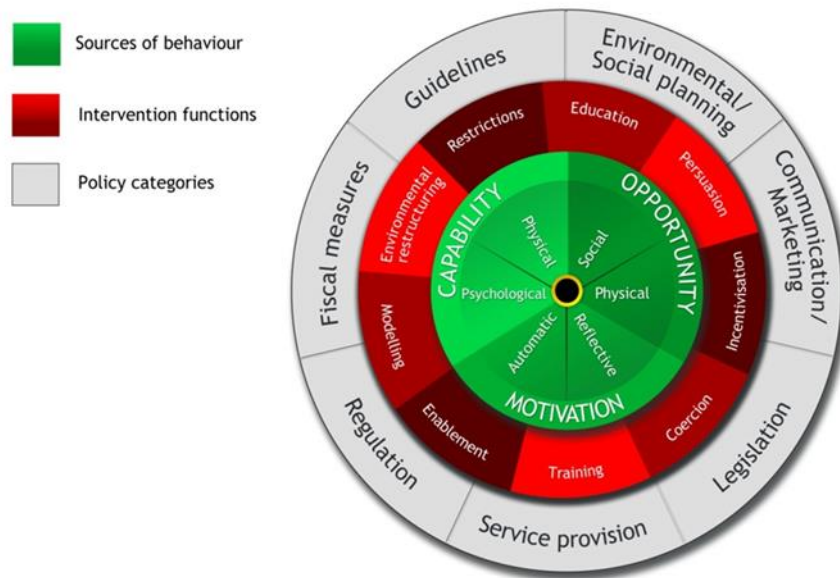 Sources of behaviour
Intervention functions
Policy categories
Guidelines
Environmental/
Social planning
Communication/
Marketing
Legislation
Service provision
Regulation
Fiscal measures
Restrictions
Education
Persuasion
Incentivisation
Coercion
Training
Enablement
Modelling
Environmental
restructuring
CAPABILITY
OPPORTUNITY
MOTIVATION
Physical
Social
Psychological
Physical
Automatic
Reflective